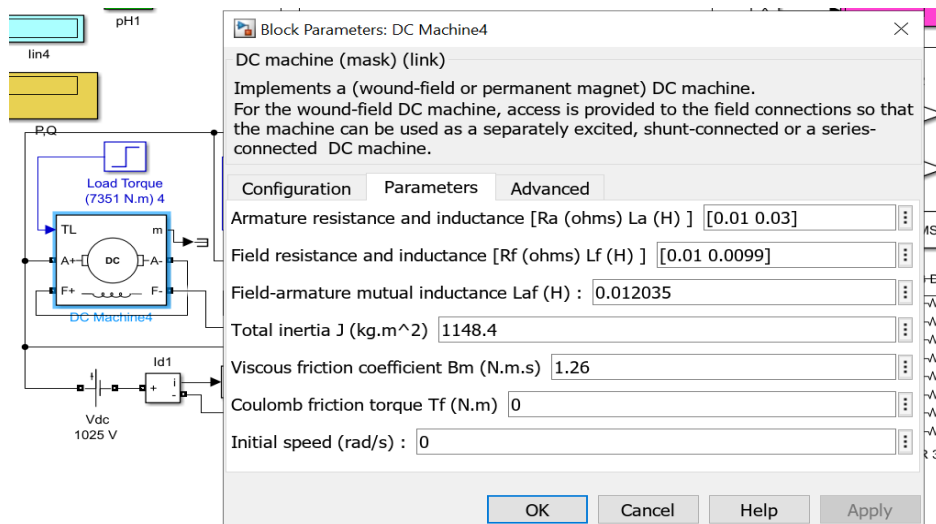 pH1
Iin4
P,Q
Load Torque
(7351 N.m) 4
TL
m
A+
DC
A-
F+
F-
DC Machine4
Id1
+
i
+
-
Vdc
1025 V
Block Parameters: DC Machine4
DC machine (mask) (link)
Implements a (wound-field or permanent magnet) DC machine.
For the wound-field DC machine, access is provided to the field connections so that
the machine can be used as a separately excited, shunt-connected or a series-
connected DC machine.
Configuration
Parameters
Advanced
Armature resistance and inductance [Ra (ohms) La (H) ] [0.01 0.03]
Field resistance and inductance [Rf (ohms) Lf (H) ] [0.01 0.0099]
Field-armature mutual inductance Laf (H) : 0.012035
Total inertia J (kg.m^2) 1148.4
Viscous friction coefficient Bm (N.m.s) 1.26
Coulomb friction torque Tf (N.m) 0
Initial speed (rad/s) : 0
OK
Cancel
Help
Apply